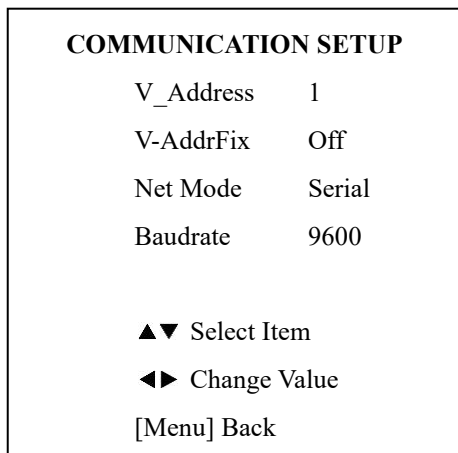 COMMUNICATION SETUP
V_Address 1
V-AddrFix Off
Net Mode Serial
Baudrate 9600
▲▼ Select Item
◀▶ Change Value
[Menu] Back